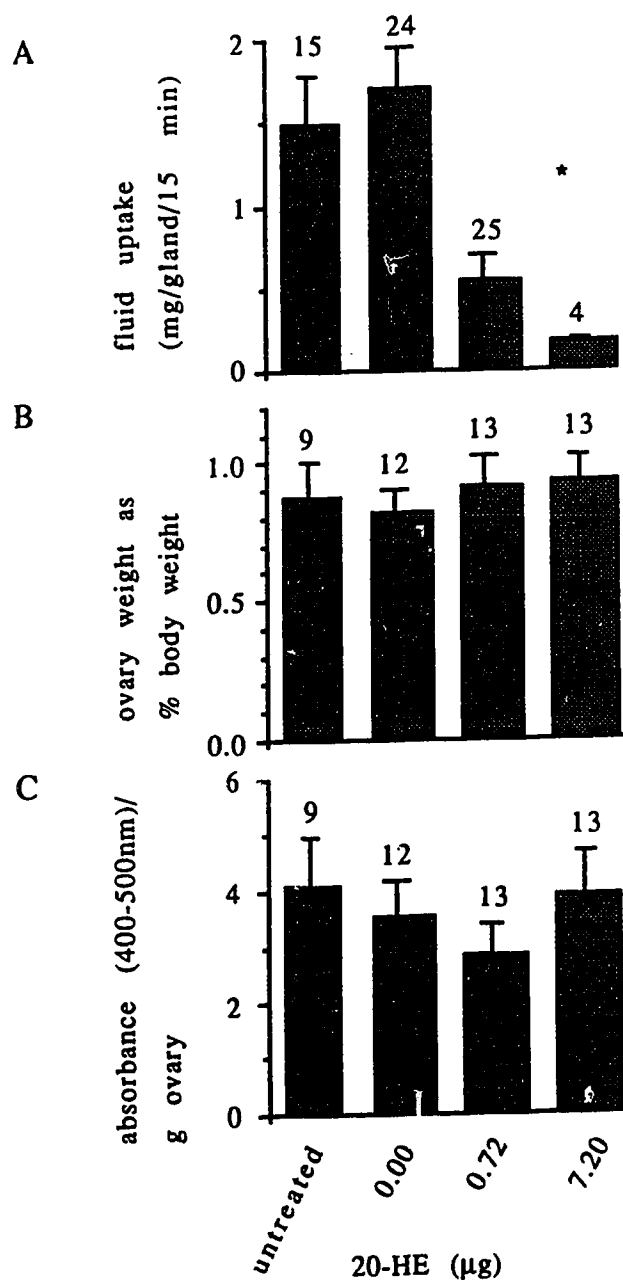 A
fluid uptake
(mg/gland/15 min)
2
1
0
15
24
25
*
4
B
ovary weight as
% body weight
1.0
0.5
0.0
9
12
13
13
C
absorbance (400-500nm)/
g ovary
6
4
2
0
9
12
13
13
untreated
0.00
0.72
7.20
20-HE (µg)